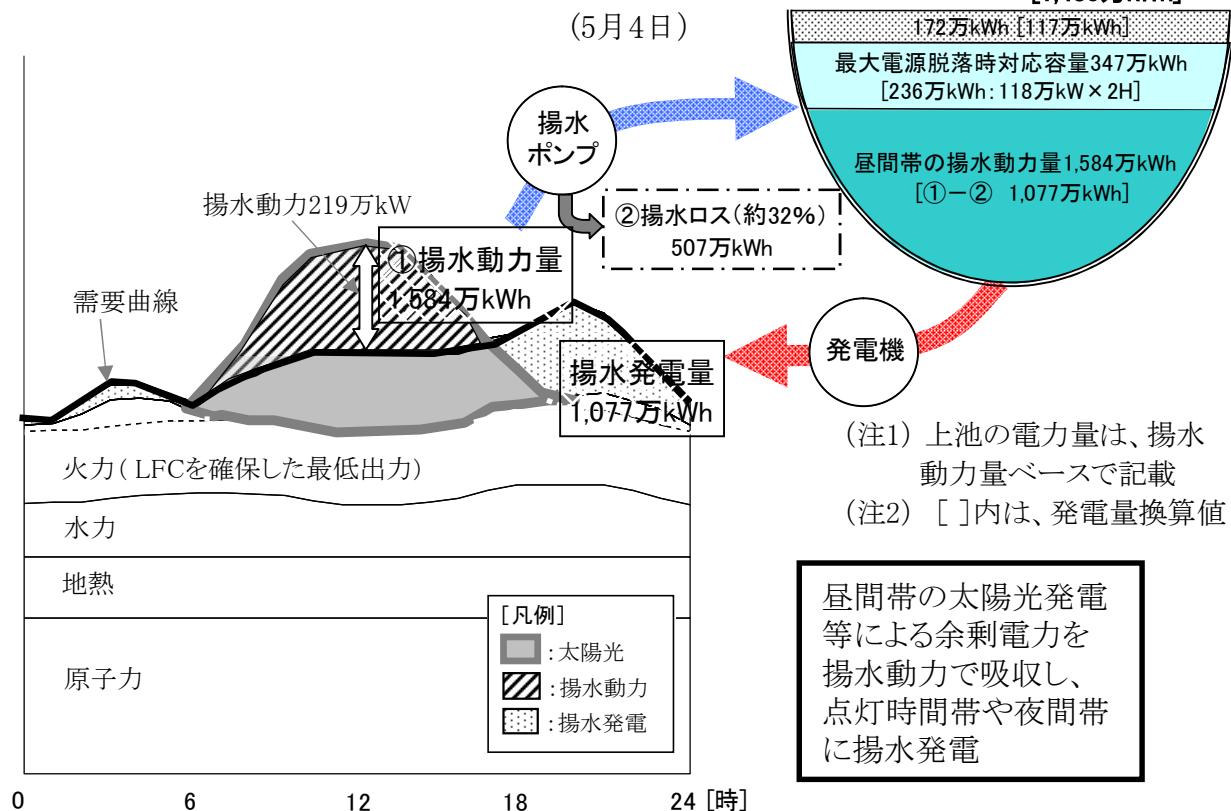 (5月4日)
172万kWh [117万kWh]
最大電源脱落時対応容量347万kWh
[236万kWh:118万kW×2H]
昼間帯の揚水動力量1,584万kWh
[①-② 1,077万kWh]
揚水
ポンプ
②揚水ロス(約32%)
507万kWh
揚水動力219万kW
①揚水動力量
1,584万kWh
需要曲線
発電機
揚水発電量
1,077万kWh
(注1) 上池の電力量は、揚水
動力量ベースで記載
(注2) [ ]内は、発電量換算値
火力(LFCを確保した最低出力)
水力
地熱
原子力
[凡例]
:太陽光
:揚水動力
:揚水発電
昼間帯の太陽光発電
等による余剰電力を
揚水動力で吸収し、
点灯時間帯や夜間帯
に揚水発電
0 6 12 18 24 [時]